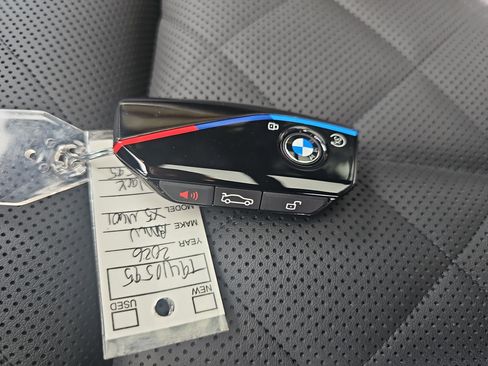 BMW
NEW
USED
YEAR 2026
MAKE BMW
MODEL X5 M60i